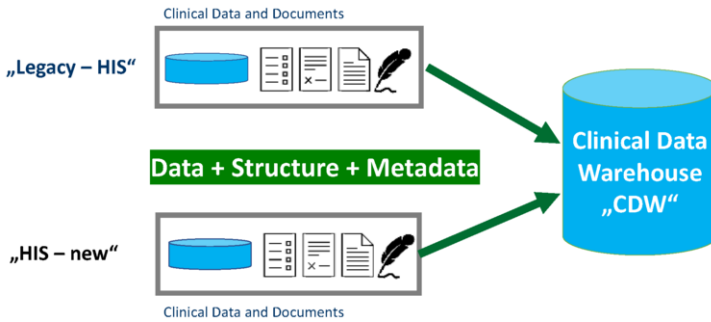 Clinical Data and Documents
„Legacy – HIS“
Data + Structure + Metadata
Clinical Data
Warehouse
„CDW“
„HIS – new“
Clinical Data and Documents